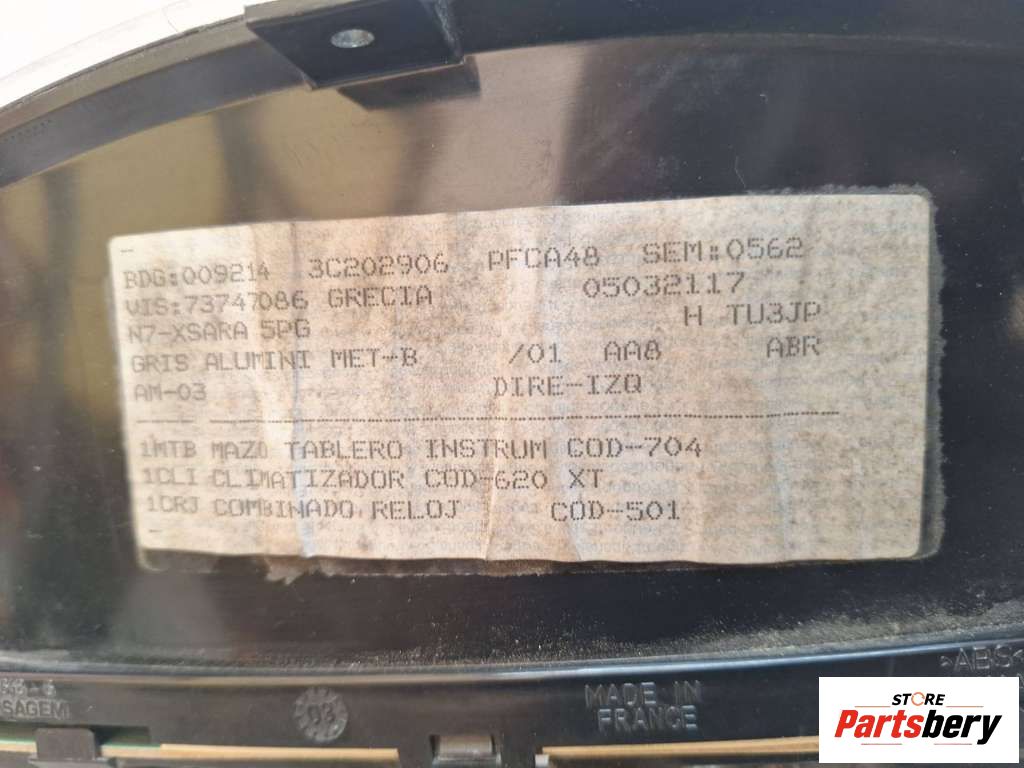 BDG:009214 3C202906 PFCA48 SEM:0562
VIS:73747086 GRECIA 05032117
N7-XSARA 5PG H TU3JP
GRIS ALUMINI MET-B /01 AA8 ABR
AM-03 DIRE-IZQ
1MTB MAZO TABLERO INSTRUM COD-704
1CLI CLIMATIZADOR COD-620 XT
1CRJ COMBINADO RELOJ COD-501
SAGEM
03
MADE IN
FRANCE
>ABS<
STORE
Partsbery